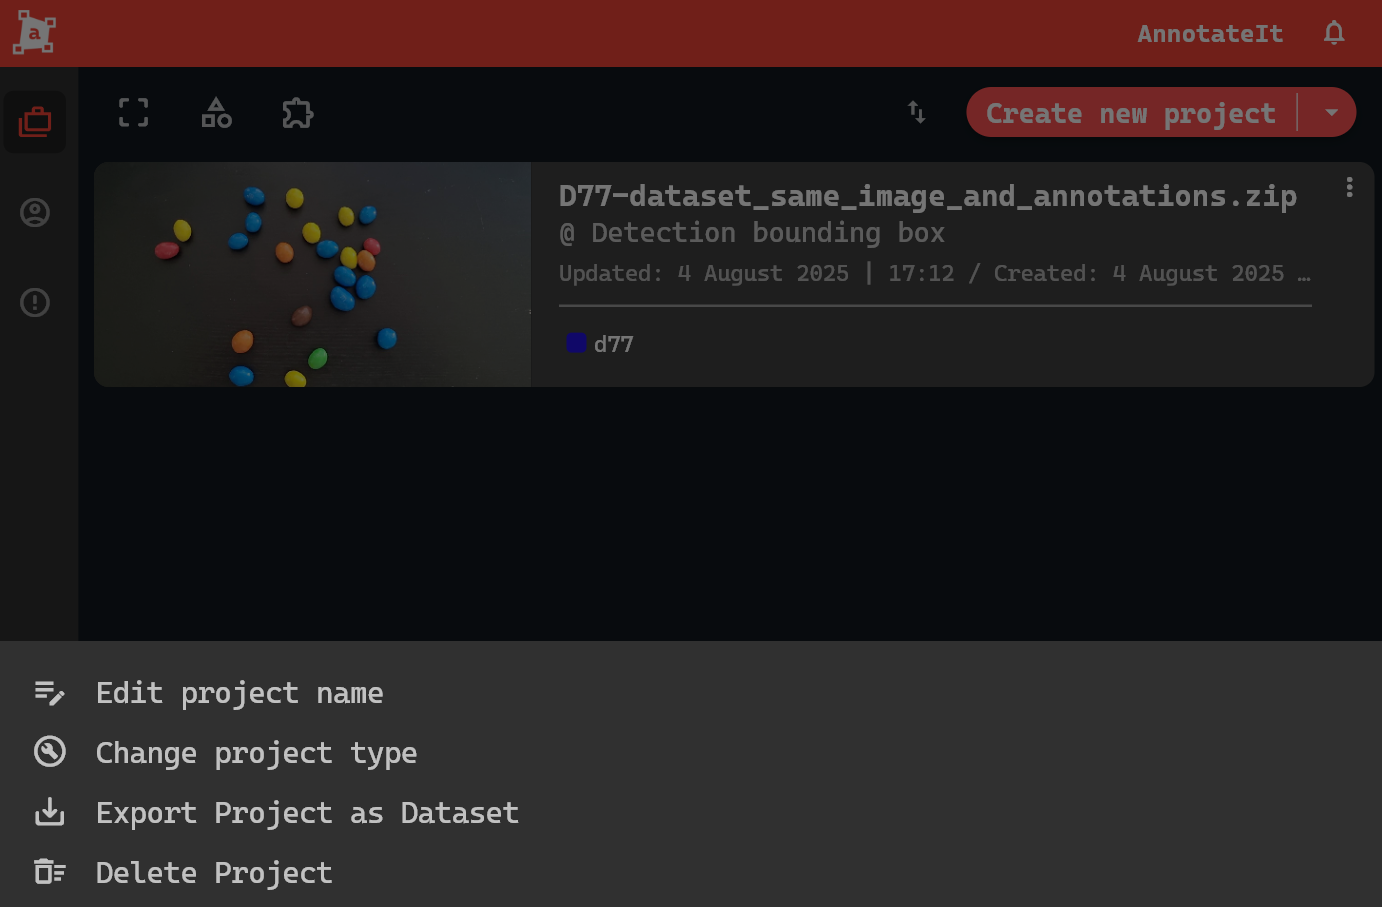 a
AnnotateIt
Create new project
D77-dataset_same_image_and_annotations.zip
@ Detection bounding box
Updated: 4 August 2025 | 17:12 / Created: 4 August 2025 …
d77
Edit project name
Change project type
Export Project as Dataset
Delete Project